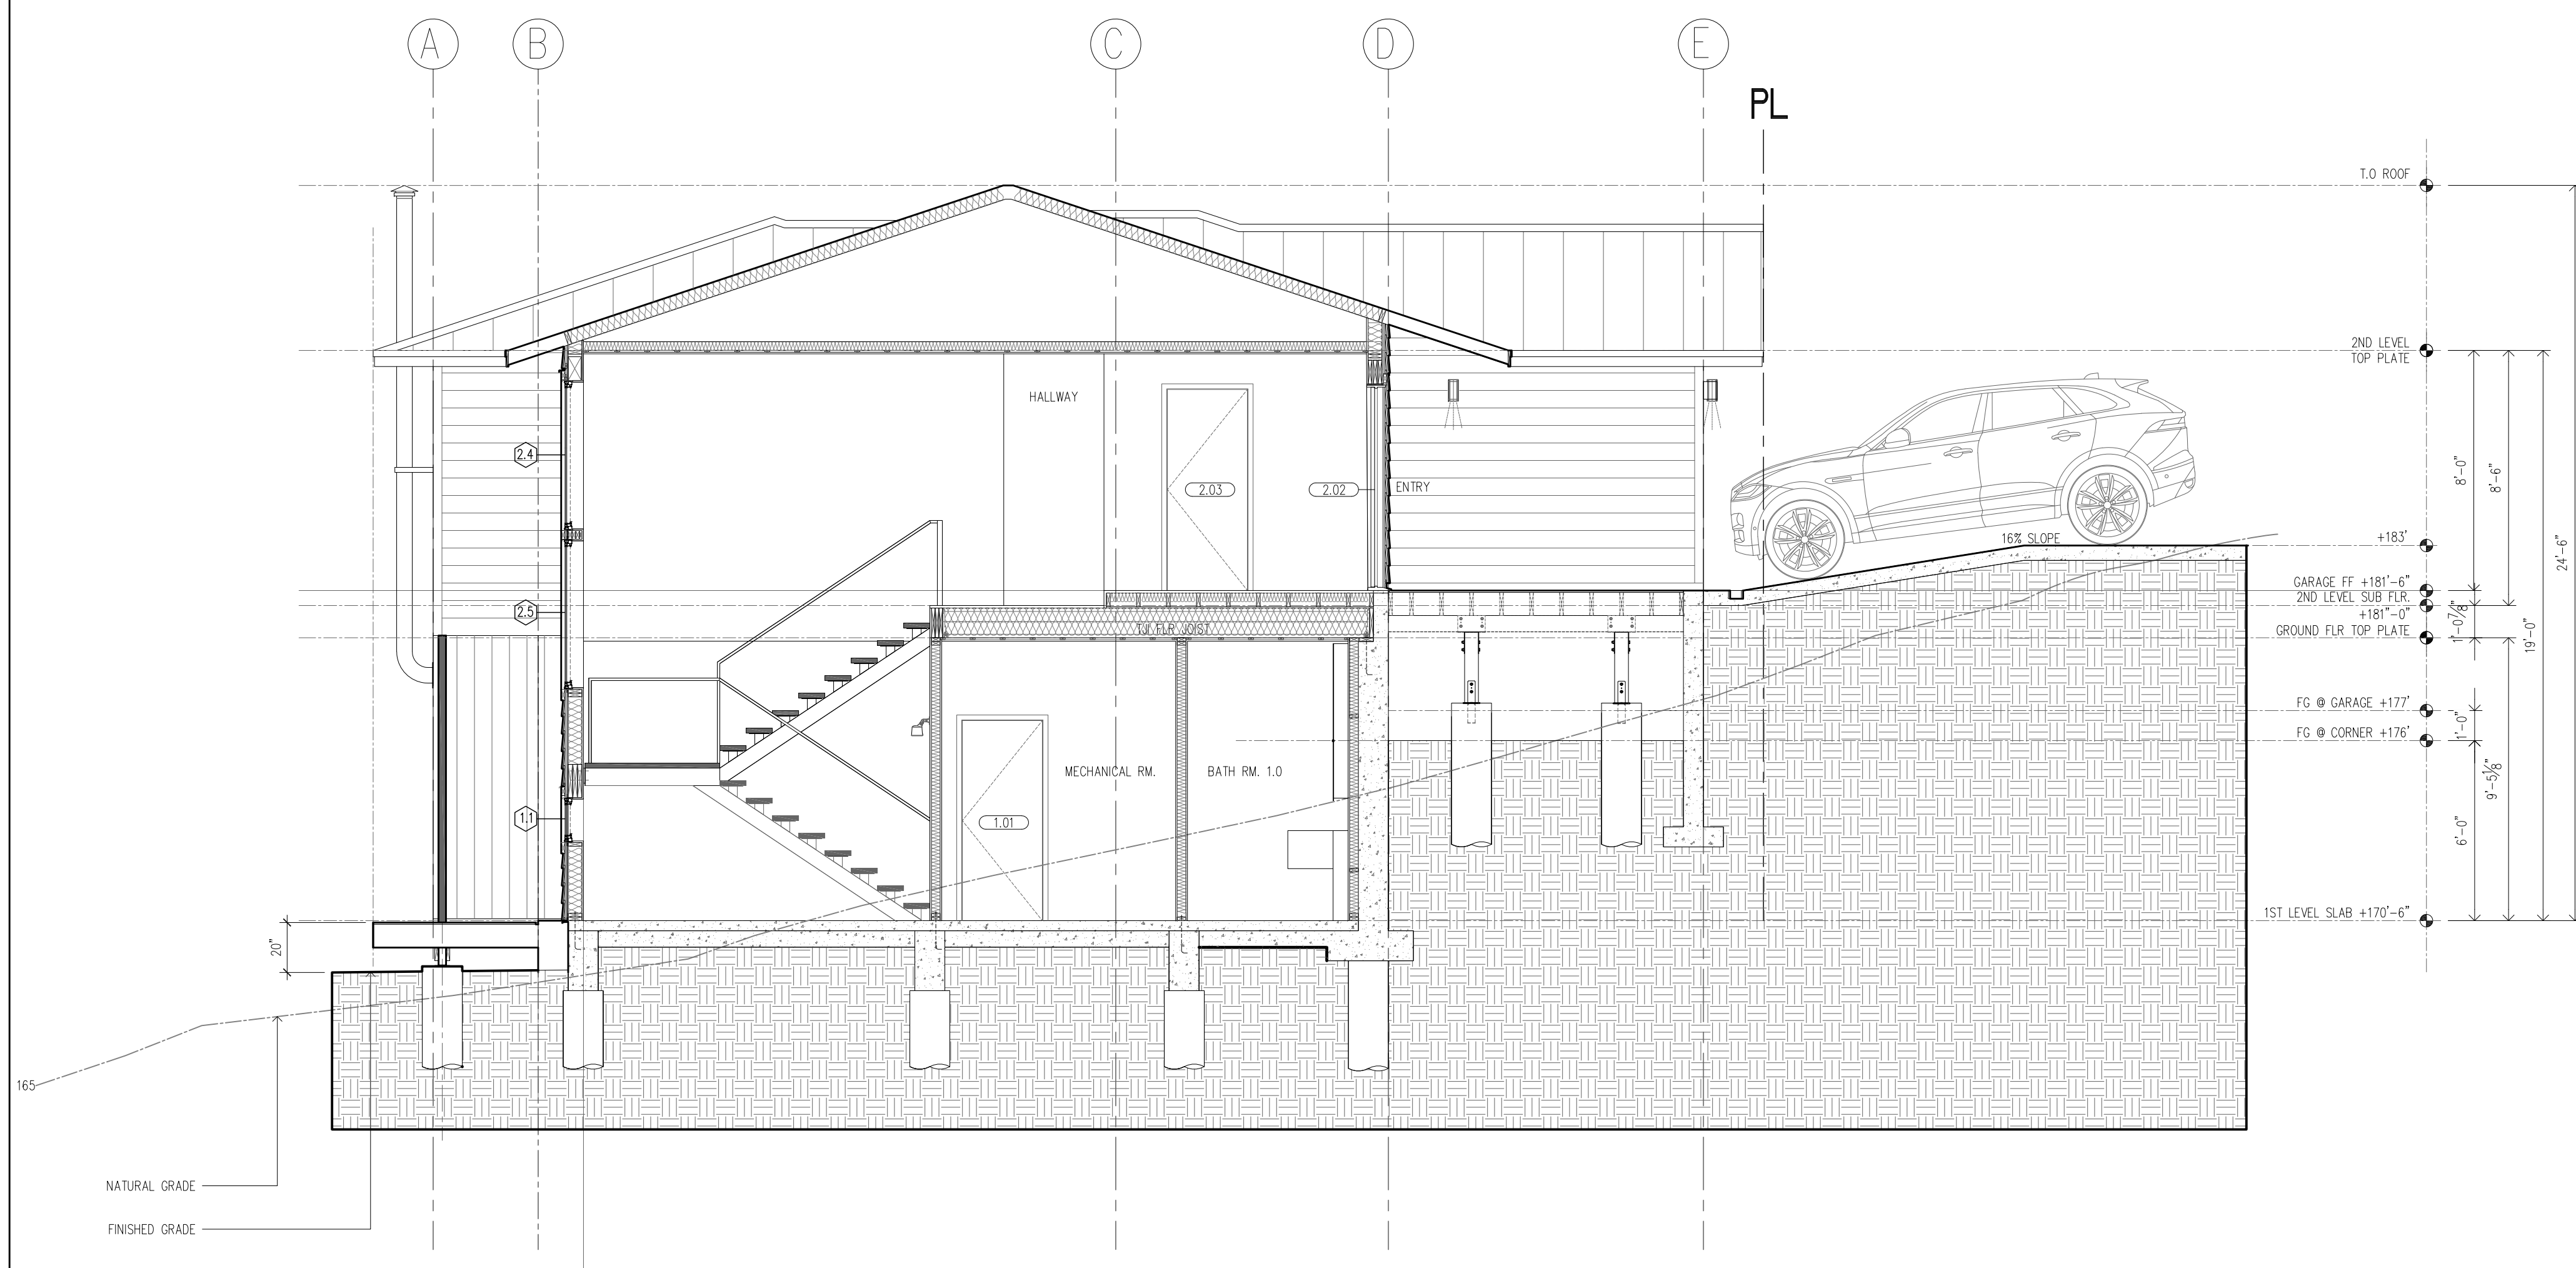 A
B
C
D
E
PL
T.O ROOF
2ND LEVEL
TOP PLATE
HALLWAY
2.4
2.03
2.02
ENTRY
8'-0"
8'-6"
16% SLOPE
+183'
24'-6"
GARAGE FF +181'-6"
2ND LEVEL SUB FLR.
+181"-0"
GROUND FLR TOP PLATE
1'-0⅞"
19'-0"
2.5
TJI FLR JOIST
FG @ GARAGE +177'
FG @ CORNER +176'
1'-0"
9'-5⅛"
6'-0"
MECHANICAL RM.
BATH RM. 1.0
1.1
1.01
1ST LEVEL SLAB +170'-6"
20"
165
NATURAL GRADE
FINISHED GRADE